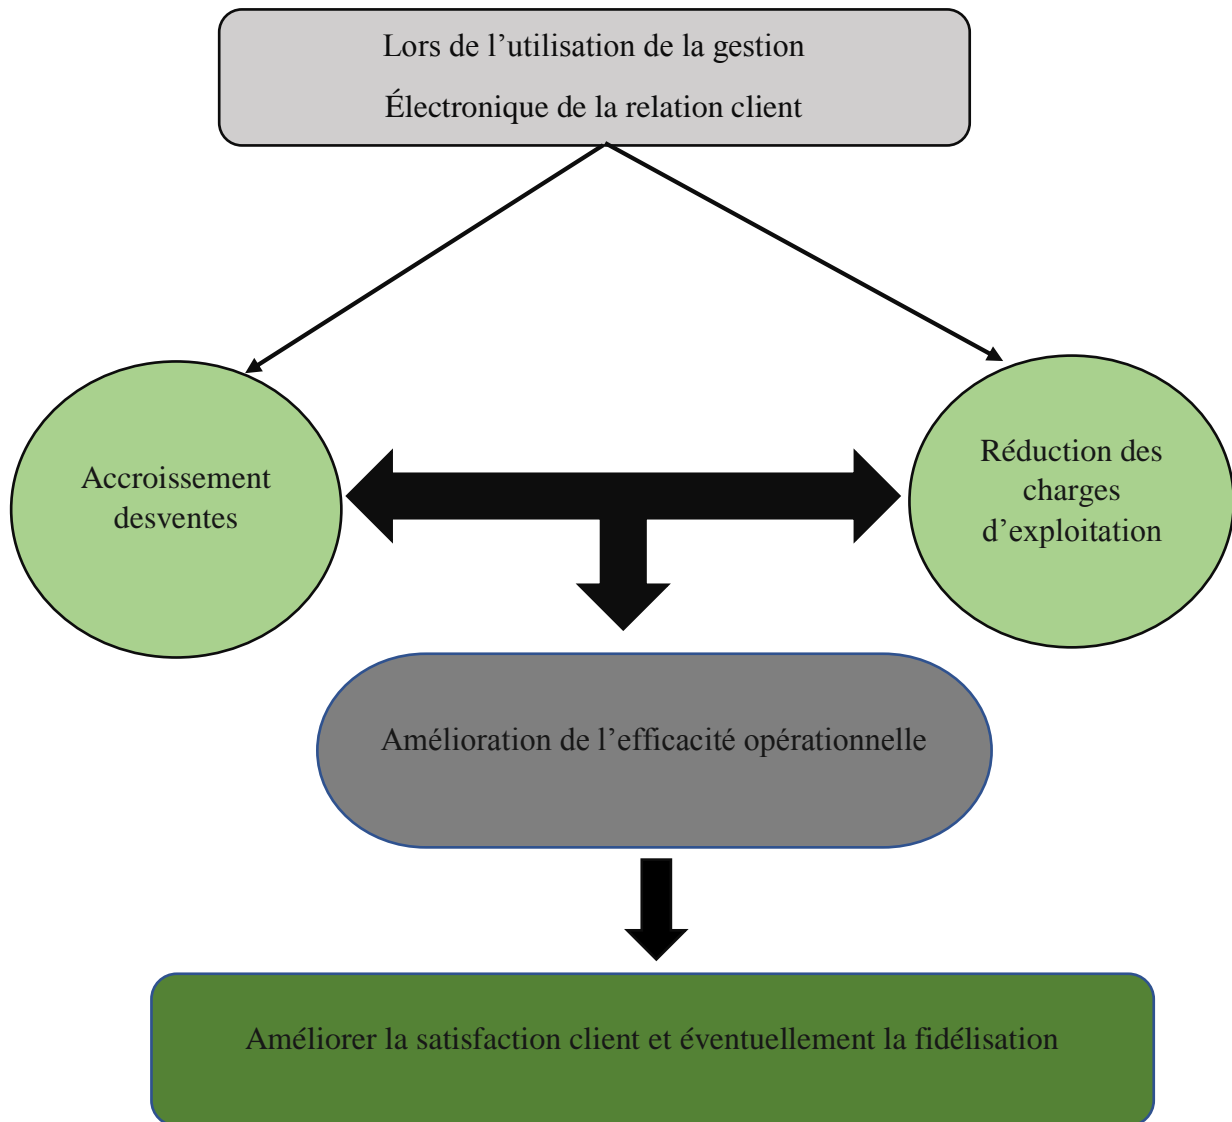 Lors de l’utilisation de la gestion
Électronique de la relation client
Accroissement
desventes
Réduction des
charges
d’exploitation
Amélioration de l’efficacité opérationnelle
Améliorer la satisfaction client et éventuellement la fidélisation